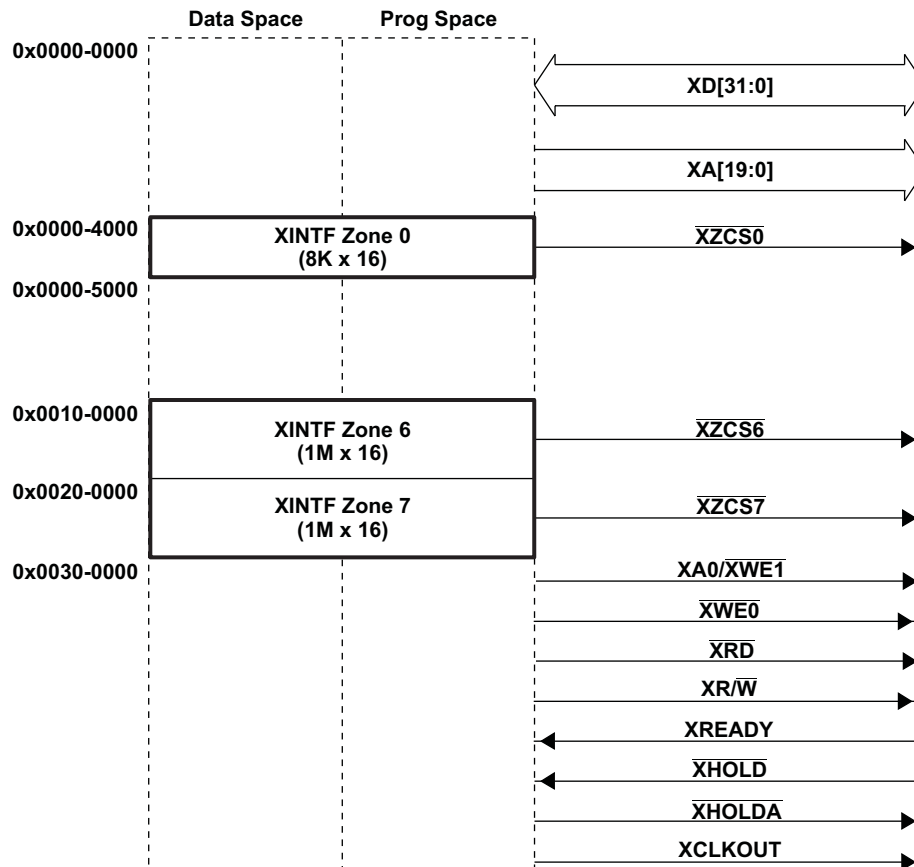 Data Space Prog Space
0x0000-0000
XD[31:0]
XA[19:0]
0x0000-4000
XINTF Zone 0
(8K x 16)
XZCS0
0x0000-5000
0x0010-0000
XINTF Zone 6
(1M x 16)
XZCS6
0x0020-0000
XINTF Zone 7
(1M x 16)
XZCS7
0x0030-0000
XA0/XWE1
XWE0
XRD
XR/W
XREADY
XHOLD
XHOLDA
XCLKOUT